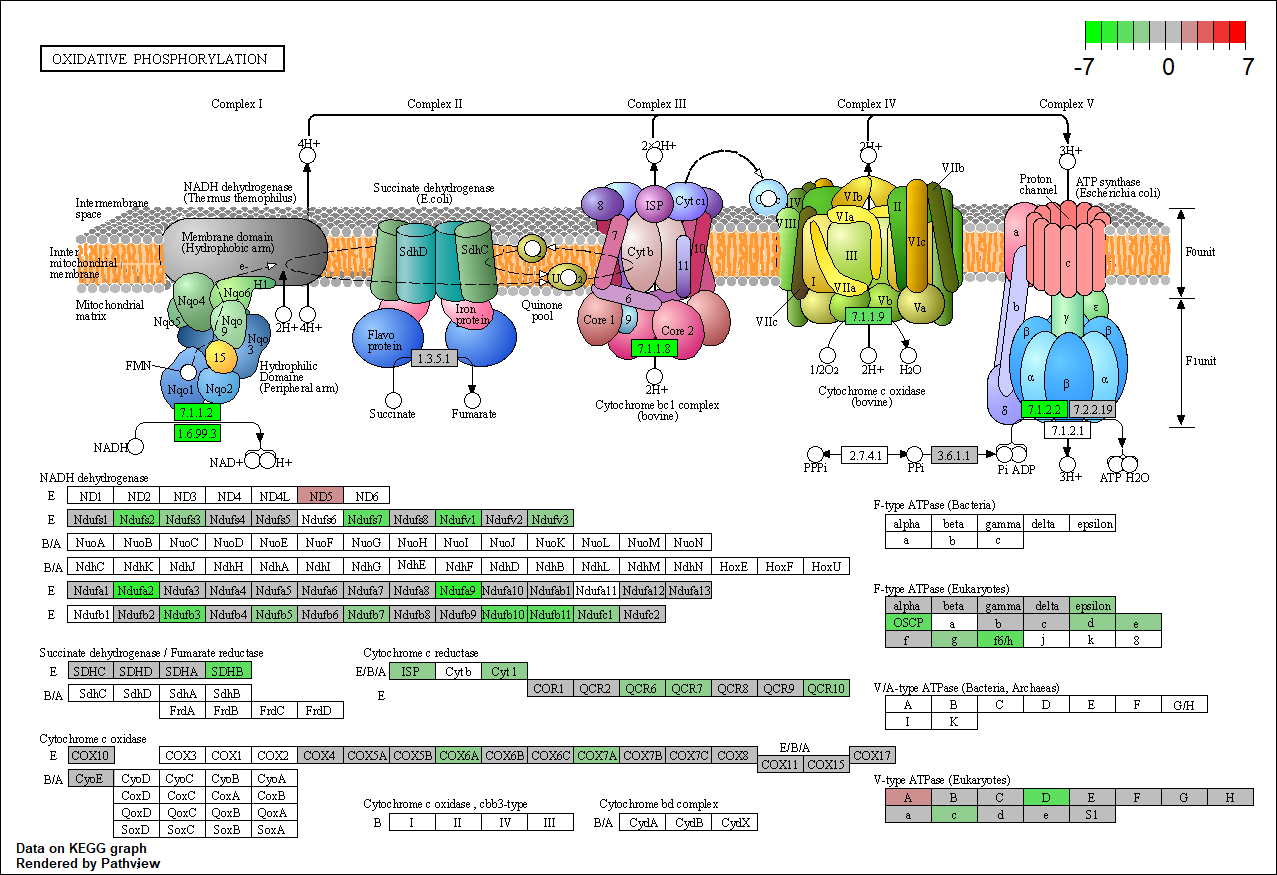 OXIDATIVE PHOSPHORYLATION
-7 0 7
Complex I Complex II Complex III Complex IV Complex V
4H+ 2×2H+ 2H+ 3H+
NADH dehydrogenase
(Thermus themophilus)
Succinate dehydrogenase
(E.coli)
VIIb
Proton
channel
ATP synthase
(Escherichia coli)
Intermembrane
space
Innter
mitochondrial
membrane
Mitochondrial
matrix
Membrane domain
(Hydrophobic arm)
e-
H1
Nqo4 Nqo6
Nqo5 Nqo
9
Nqo
3
15
FMN
Nqo1 Nqo2
2H+ 4H+
Hydrophilic
Domaine
(Peripheral arm)
7.1.1.2
1.6.99.3
NADH NAD+ H+
SdhD SdhC
Flavo
protein
Iron
protein
1.3.5.1
Succinate Fumarate
Quinone
pool
8 ISP Cyt c1
7 Cyt b 11 10
6
Core 1 9 Core 2
7.1.1.8
2H+
Cytochrome bc1 complex
(bovine)
IV VIb II
VIII VIa VIc
III
I VIIa Vb Va
VIIc
7.1.1.9
1/2O2 2H+ H2O
Cytochrome c oxidase
(bovine)
a c b
γ ε
β β
α β α
δ
7.1.2.2 7.2.2.19
7.1.2.1
F0unit
F1unit
PPPi 2.7.4.1 PPi 3.6.1.1 Pi ADP 3H+ ATP H2O
NADH dehydrogenase
E ND1 ND2 ND3 ND4 ND4L ND5 ND6
E Ndufs1 Ndufs2 Ndufs3 Ndufs4 Ndufs5 Ndufs6 Ndufs7 Ndufs8 Ndufv1 Ndufv2 Ndufv3
B/A NuoA NuoB NuoC NuoD NuoE NuoF NuoG NuoH NuoI NuoJ NuoK NuoL NuoM NuoN
B/A NdhC NdhK NdhJ NdhH NdhA NdhI NdhG NdhE NdhF NdhD NdhB NdhL NdhM NdhN HoxE HoxF HoxU
E Ndufa1 Ndufa2 Ndufa3 Ndufa4 Ndufa5 Ndufa6 Ndufa7 Ndufa8 Ndufa9 Ndufa10 Ndufab1 Ndufa11 Ndufa12 Ndufa13
E Ndufb1 Ndufb2 Ndufb3 Ndufb4 Ndufb5 Ndufb6 Ndufb7 Ndufb8 Ndufb9 Ndufb10 Ndufb11 Ndufc1 Ndufc2
Succinate dehydrogenase / Fumarate reductase
E SDHC SDHD SDHA SDHB
B/A SdhC SdhD SdhA SdhB
FrdA FrdB FrdC FrdD
Cytochrome c reductase
E/B/A ISP Cyt b Cyt 1
E COR1 QCR2 QCR6 QCR7 QCR8 QCR9 QCR10
Cytochrome c oxidase
E COX10 COX3 COX1 COX2 COX4 COX5A COX5B COX6A COX6B COX6C COX7A COX7B COX7C COX8 E/B/A COX17
COX11 COX15
B/A CyoE CyoD CyoC CyoB CyoA
CoxD CoxC CoxA CoxB
QoxD QoxC QoxB QoxA
SoxD SoxC SoxB SoxA
Cytochrome c oxidase , cbb3-type
B I II IV III
Cytochrome bd complex
B/A CydA CydB CydX
F-type ATPase (Bacteria)
alpha beta gamma delta epsilon
a b c
F-type ATPase (Eukaryotes)
alpha beta gamma delta epsilon
OSCP a b c d e
f g f6/h j k 8
V/A-type ATPase (Bacteria, Archaeas)
A B C D E F G/H
I K
V-type ATPase (Eukaryotes)
A B C D E F G H
a c d e S1
Data on KEGG graph
Rendered by Pathview